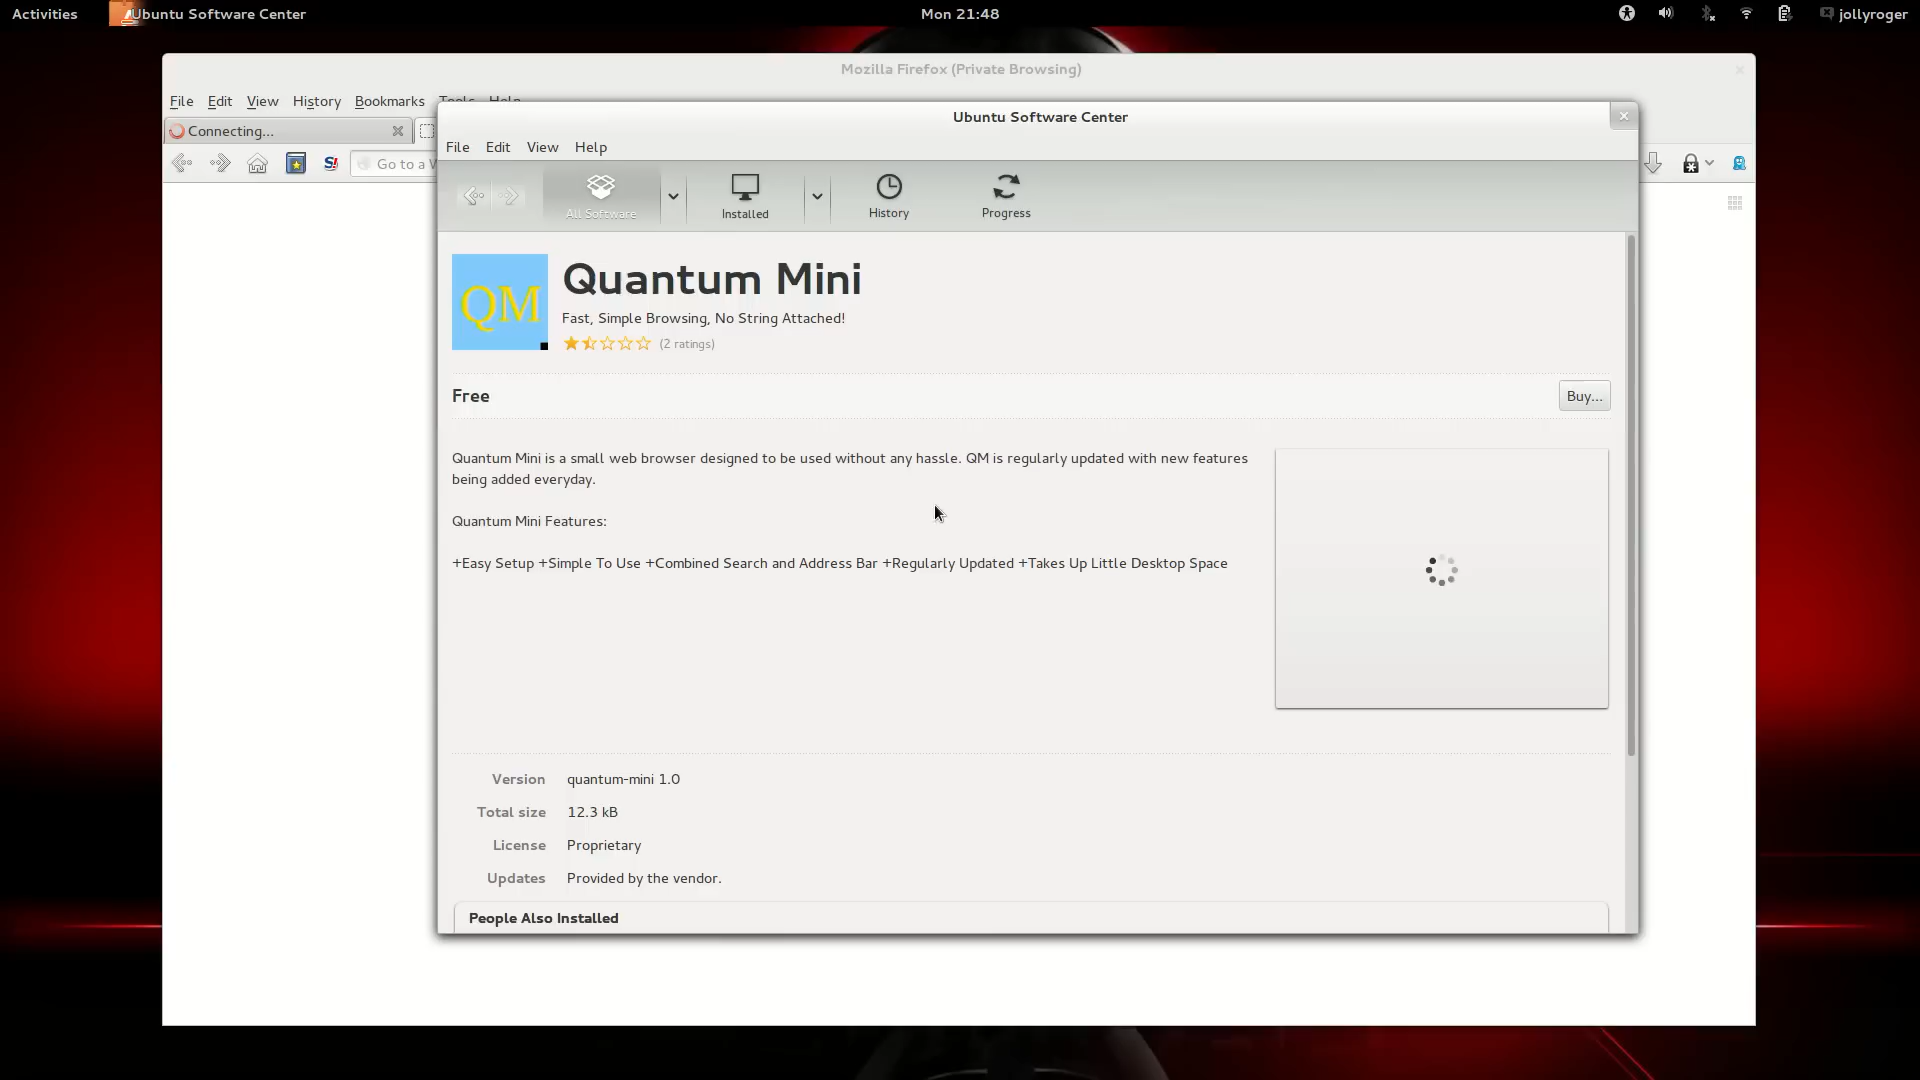 Activities
Ubuntu Software Center
Mon 21:48
jollyroger
Mozilla Firefox (Private Browsing)
File Edit View History Bookmarks Tools Help
Connecting...
Go to a W
Ubuntu Software Center
File Edit View Help
All Software
Installed
History
Progress
QM
Quantum Mini
Fast, Simple Browsing, No String Attached!
(2 ratings)
Free
Buy...
Quantum Mini is a small web browser designed to be used without any hassle. QM is regularly updated with new features
being added everyday.
Quantum Mini Features:
+Easy Setup +Simple To Use +Combined Search and Address Bar +Regularly Updated +Takes Up Little Desktop Space
Version quantum-mini 1.0
Total size 12.3 kB
License Proprietary
Updates Provided by the vendor.
People Also Installed